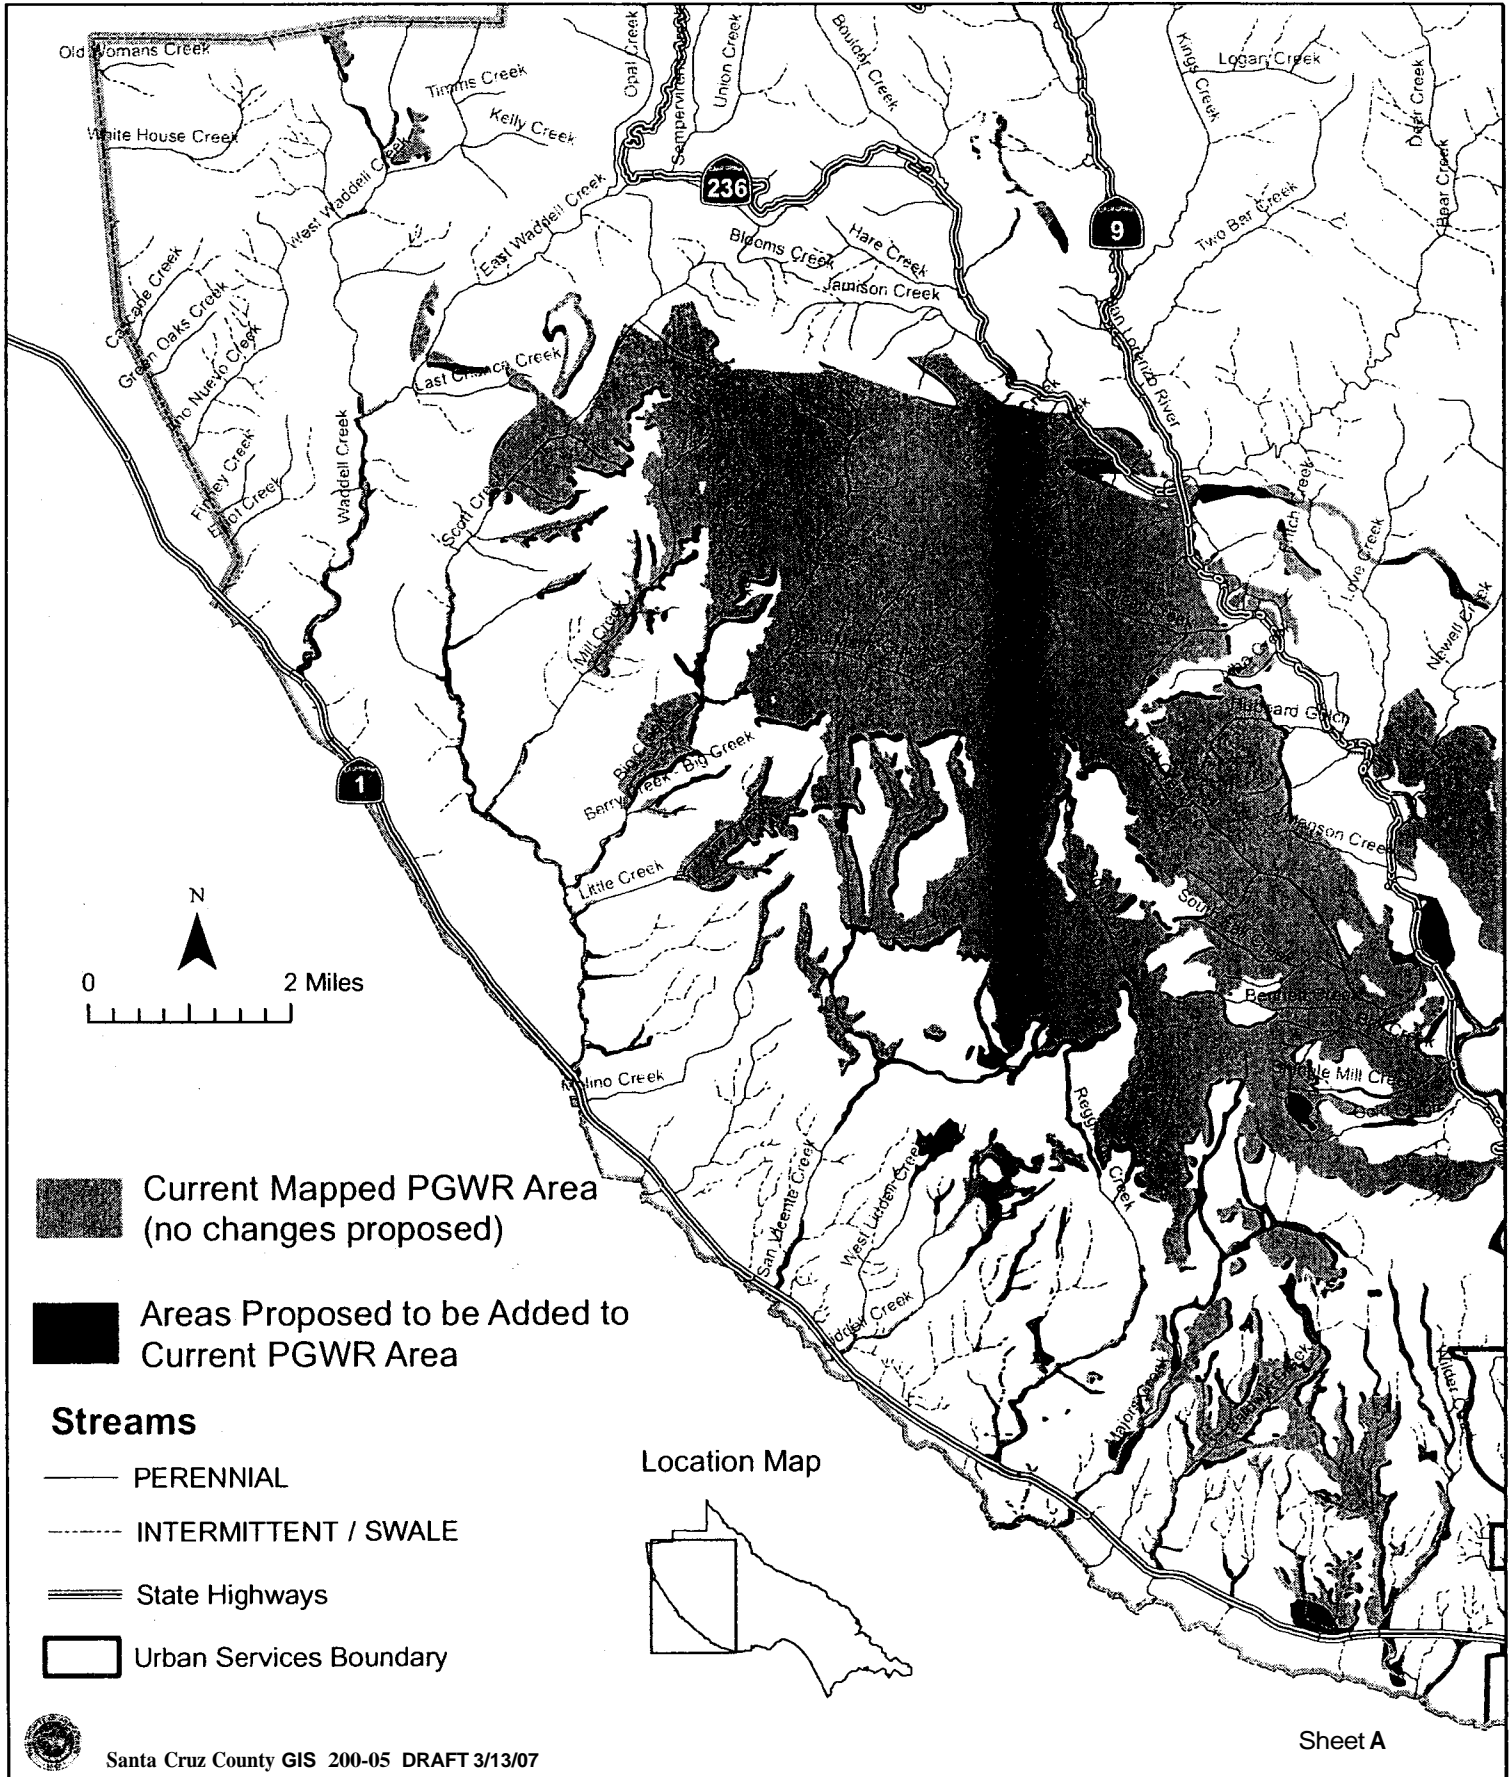 Old Womans Creek
Timms Creek
Opal Creek
Union Creek
Boulder Creek
Kings Creek
Logan Creek
Deer Creek
White House Creek
Kelly Creek
Bear Creek
West Waddell Creek
East Waddell Creek
236
9
Two Bar Creek
Blooms Creek
Hare Creek
Jamison Creek
Cascade Creek
Green Oaks Creek
Last Chance Creek
Waddell Creek
Finney Creek
Elliot Creek
Love Creek
Newell Creek
Mill Creek
Berry Creek - Big Creek
1
Little Creek
N
0 2 Miles
Molino Creek
San Vicente Creek
West Liddell Creek
Liddell Creek
Creek
Majors Creek
Baldwin Creek
Current Mapped PGWR Area
(no changes proposed)
Areas Proposed to be Added to
Current PGWR Area
Streams
PERENNIAL
INTERMITTENT / SWALE
State Highways
Urban Services Boundary
Location Map
Sheet A
Santa Cruz County GIS 200-05 DRAFT 3/13/07